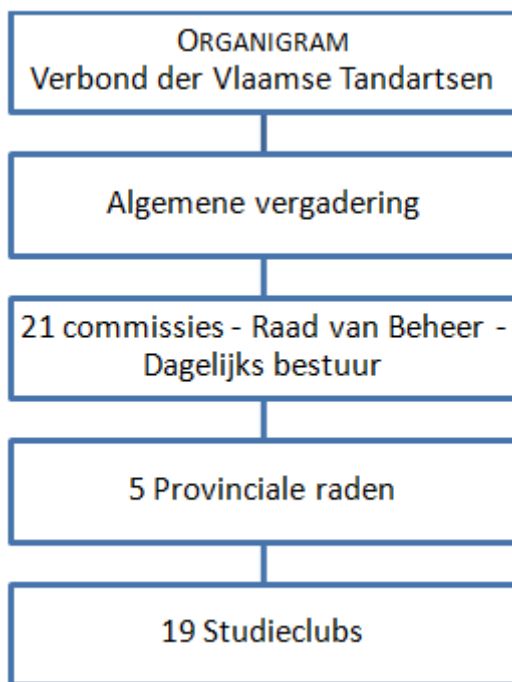 ORGANIGRAM
Verbond der Vlaamse Tandartsen
Algemene vergadering
21 commissies - Raad van Beheer -
Dagelijks bestuur
5 Provinciale raden
19 Studieclubs